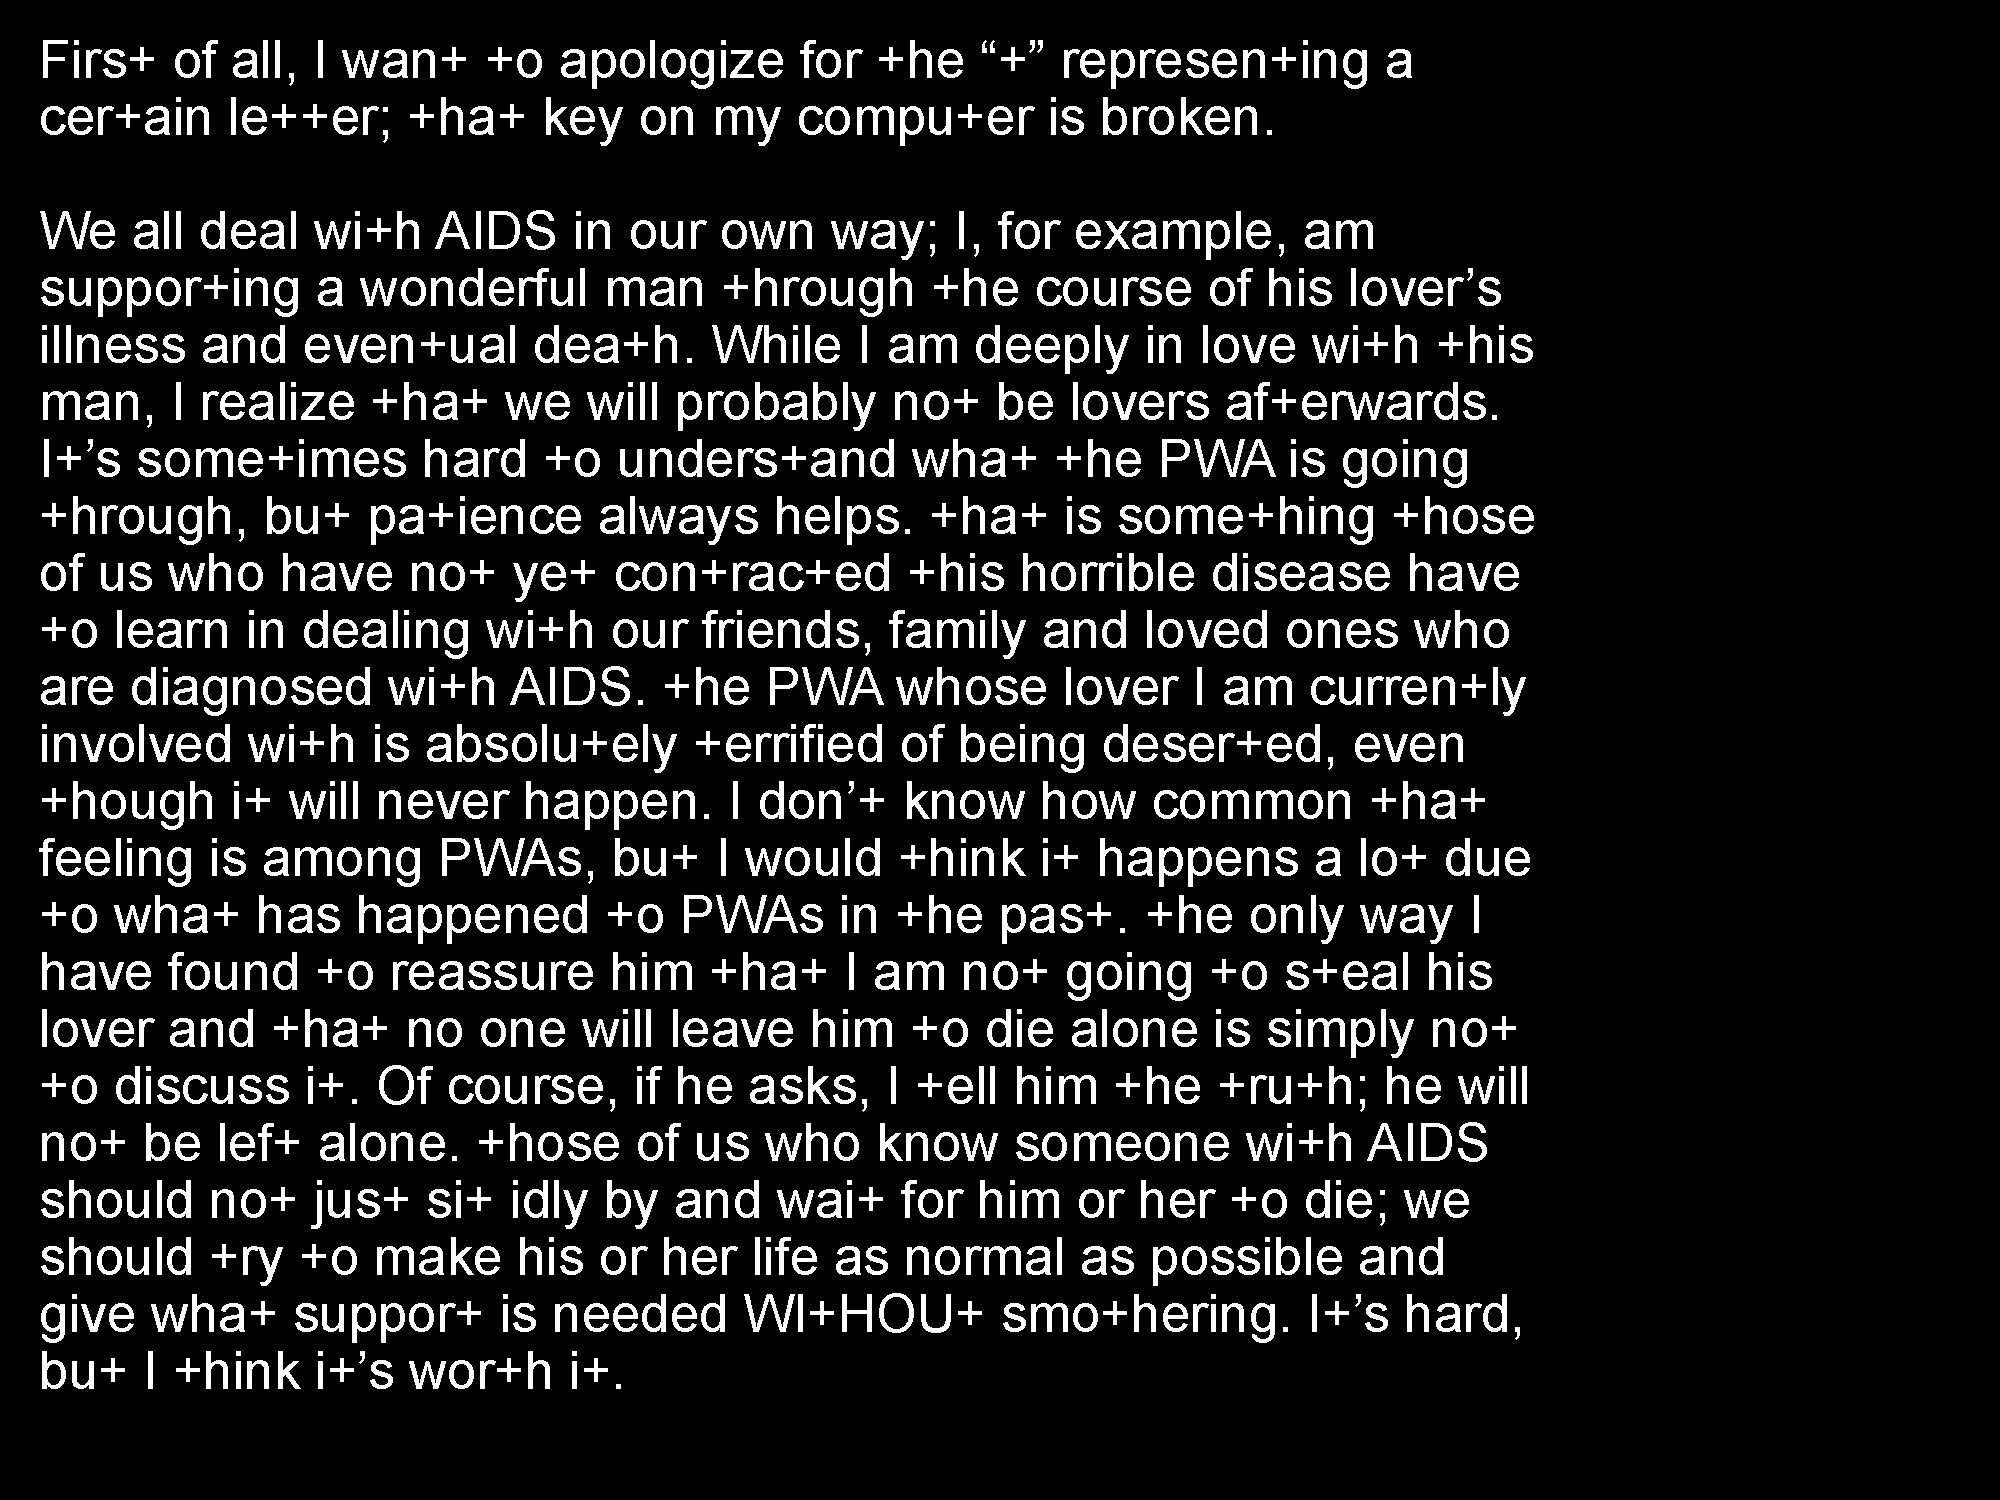 Firs+ of all, I wan+ +o apologize for +he “+” represen+ing a
cer+ain le++er; +ha+ key on my compu+er is broken.

We all deal wi+h AIDS in our own way; I, for example, am
suppor+ing a wonderful man +hrough +he course of his lover’s
illness and even+ual dea+h. While I am deeply in love wi+h +his
man, I realize +ha+ we will probably no+ be lovers af+erwards.
I+’s some+imes hard +o unders+and wha+ +he PWA is going
+hrough, bu+ pa+ience always helps. +ha+ is some+hing +hose
of us who have no+ ye+ con+rac+ed +his horrible disease have
+o learn in dealing wi+h our friends, family and loved ones who
are diagnosed wi+h AIDS. +he PWA whose lover I am curren+ly
involved wi+h is absolu+ely +errified of being deser+ed, even
+hough i+ will never happen. I don’+ know how common +ha+
feeling is among PWAs, bu+ I would +hink i+ happens a lo+ due
+o wha+ has happened +o PWAs in +he pas+. +he only way I
have found +o reassure him +ha+ I am no+ going +o s+eal his
lover and +ha+ no one will leave him +o die alone is simply no+
+o discuss i+. Of course, if he asks, I +ell him +he +ru+h; he will
no+ be lef+ alone. +hose of us who know someone wi+h AIDS
should no+ jus+ si+ idly by and wai+ for him or her +o die; we
should +ry +o make his or her life as normal as possible and
give wha+ suppor+ is needed WI+HOU+ smo+hering. I+’s hard,
bu+ I +hink i+’s wor+h i+.